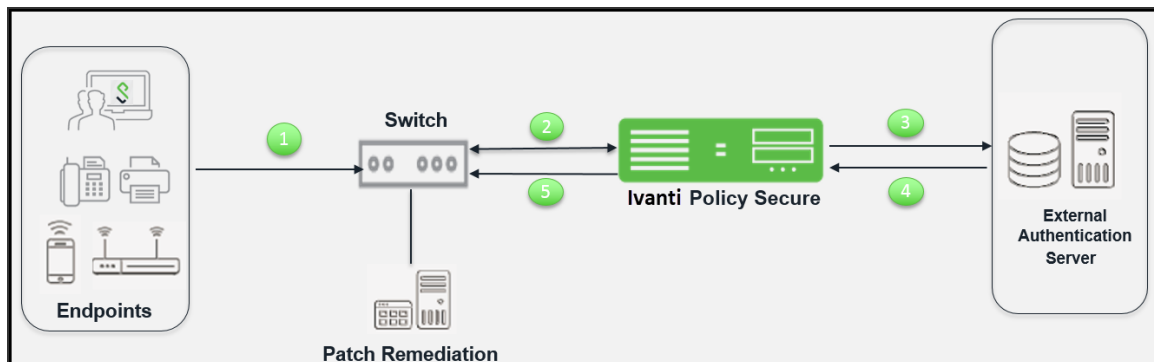 Endpoints
1
Switch
2
5
Ivanti Policy Secure
3
4
External
Authentication
Server
Patch Remediation